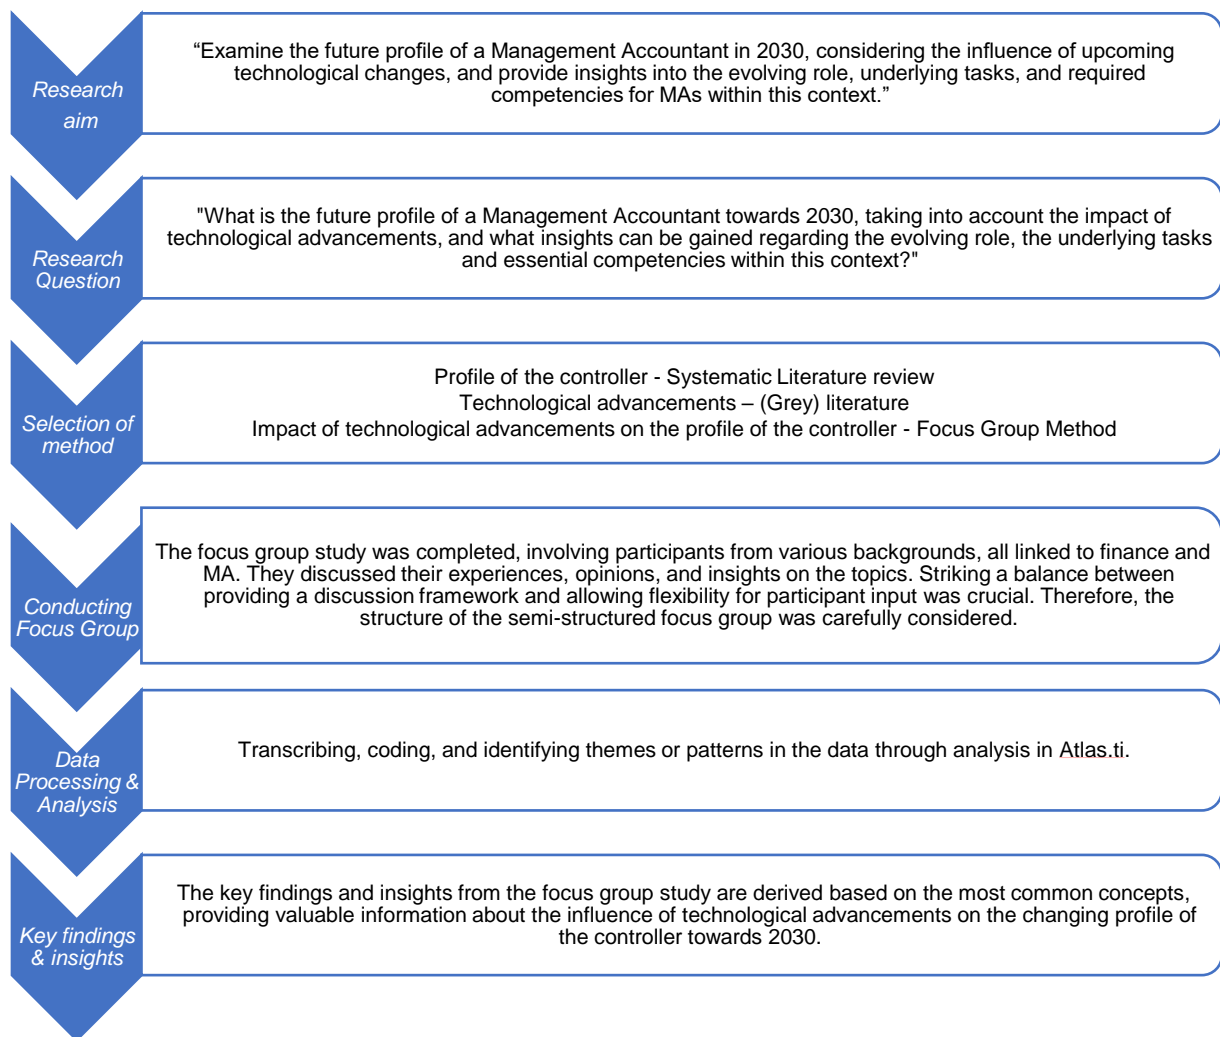 Research
aim
“Examine the future profile of a Management Accountant in 2030, considering the influence of upcoming
technological changes, and provide insights into the evolving role, underlying tasks, and required
competencies for MAs within this context.”
Research
Question
"What is the future profile of a Management Accountant towards 2030, taking into account the impact of
technological advancements, and what insights can be gained regarding the evolving role, the underlying tasks
and essential competencies within this context?"
Selection of
method
Profile of the controller - Systematic Literature review
Technological advancements – (Grey) literature
Impact of technological advancements on the profile of the controller - Focus Group Method
Conducting
Focus Group
The focus group study was completed, involving participants from various backgrounds, all linked to finance and
MA. They discussed their experiences, opinions, and insights on the topics. Striking a balance between
providing a discussion framework and allowing flexibility for participant input was crucial. Therefore, the
structure of the semi-structured focus group was carefully considered.
Data
Processing &
Analysis
Transcribing, coding, and identifying themes or patterns in the data through analysis in Atlas.ti.
Key findings
& insights
The key findings and insights from the focus group study are derived based on the most common concepts,
providing valuable information about the influence of technological advancements on the changing profile of
the controller towards 2030.